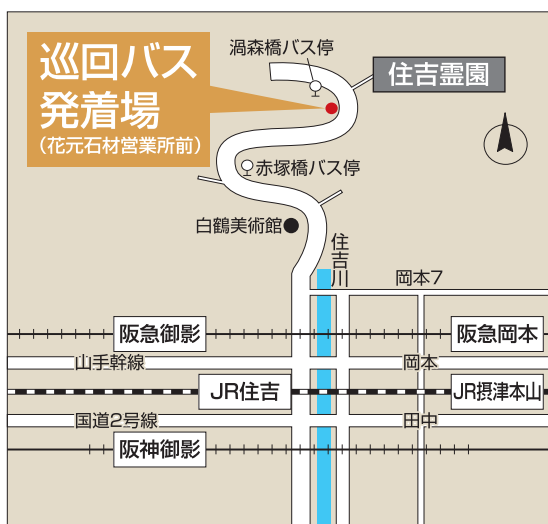 渦森橋バス停
巡回バス
発着場
(花元石材営業所前)
住吉霊園
赤塚橋バス停
白鶴美術館
住吉川
岡本7
阪急御影
阪急岡本
山手幹線
岡本
JR住吉
JR摂津本山
国道2号線
田中
阪神御影